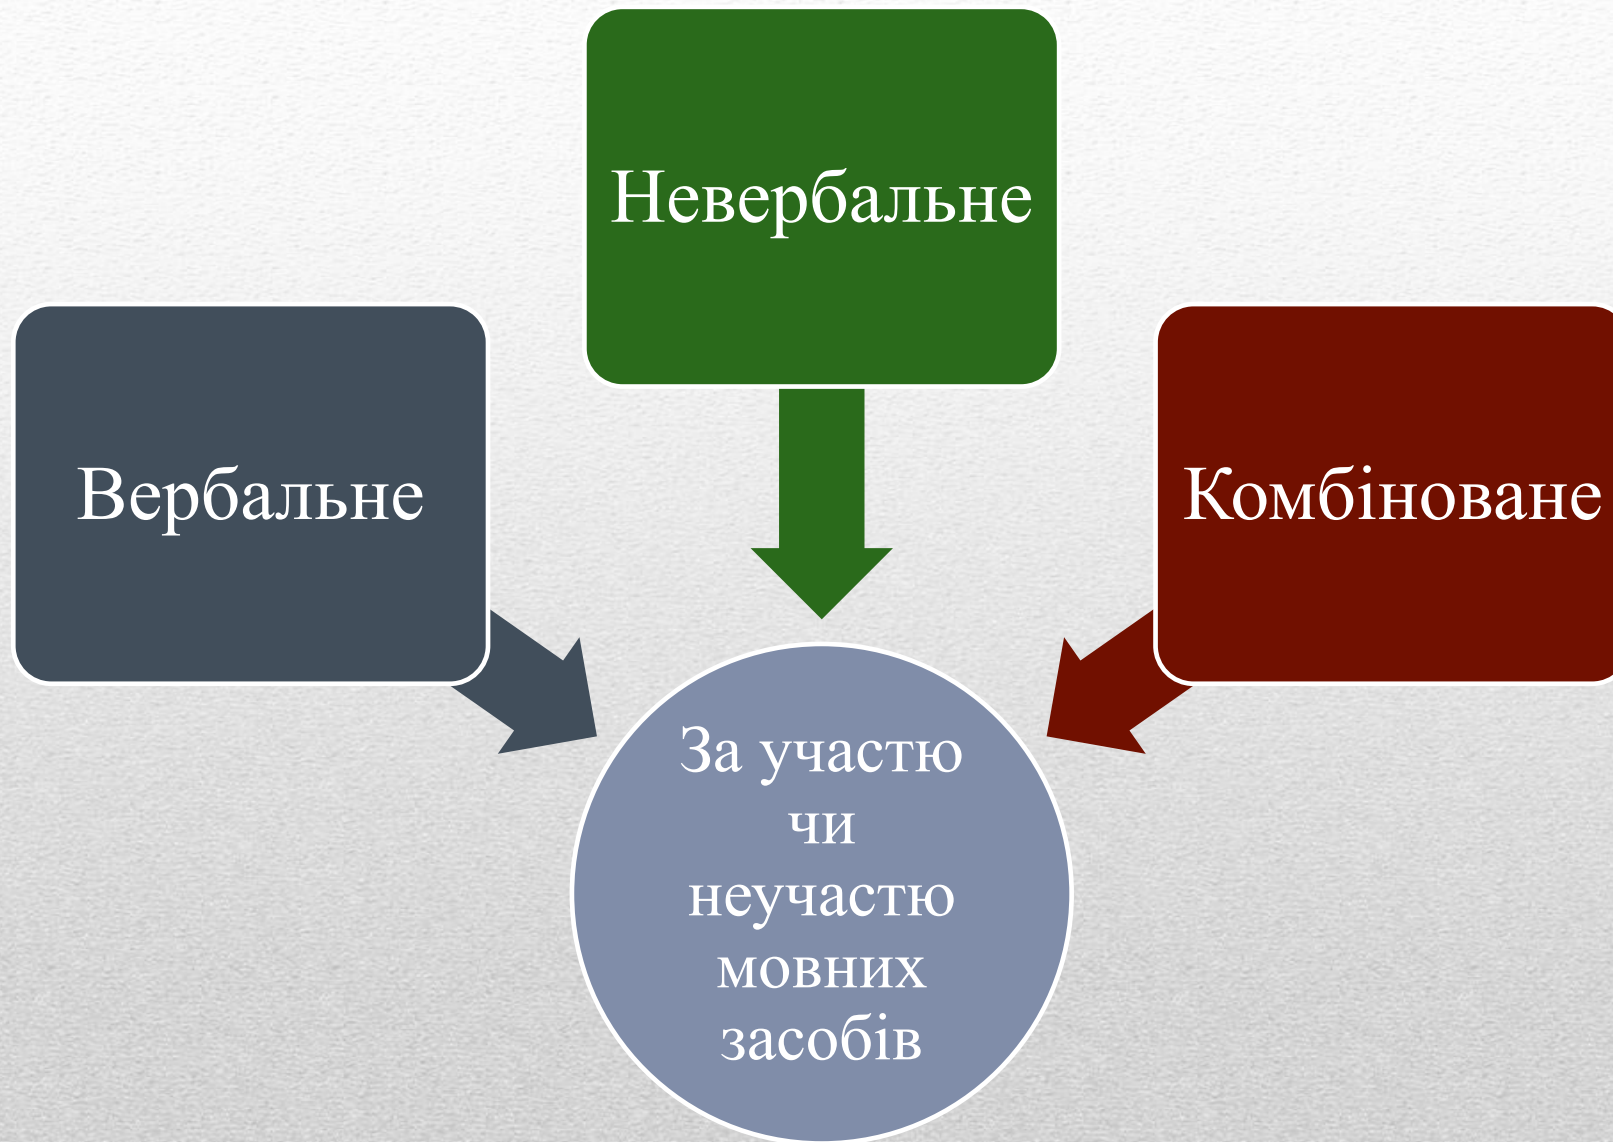 Невербальне
Вербальне
Комбіноване
За участю
чи
неучастю
мовних
засобів